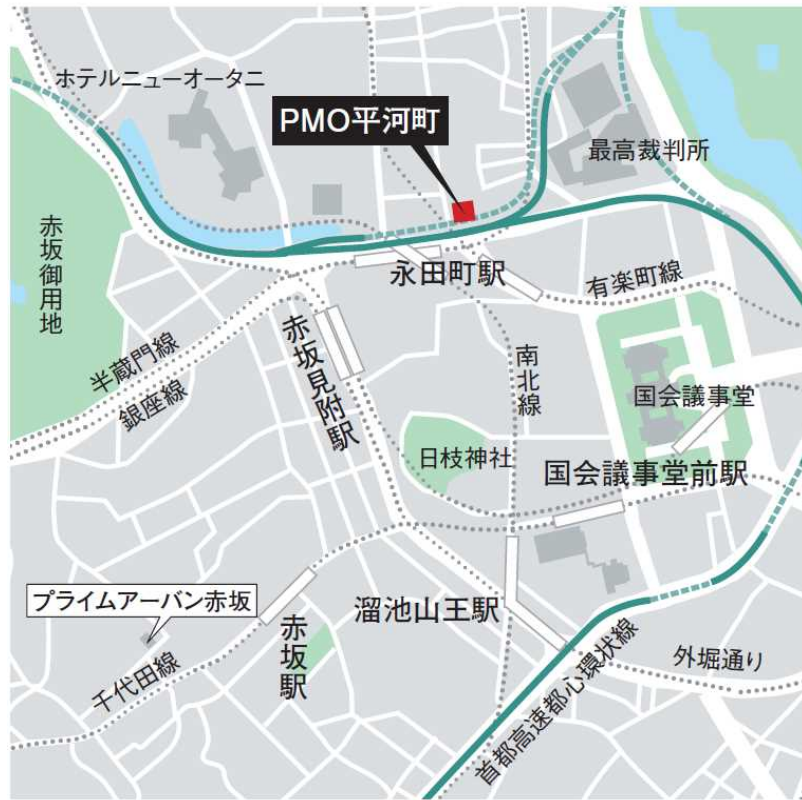 ホテルニューオータニ
PMO平河町
最高裁判所
赤坂御用地
永田町駅
有楽町線
半蔵門線
銀座線
赤坂見附駅
南北線
国会議事堂
日枝神社
国会議事堂前駅
プライムアーバン赤坂
溜池山王駅
赤坂駅
千代田線
首都高速都心環状線
外堀通り